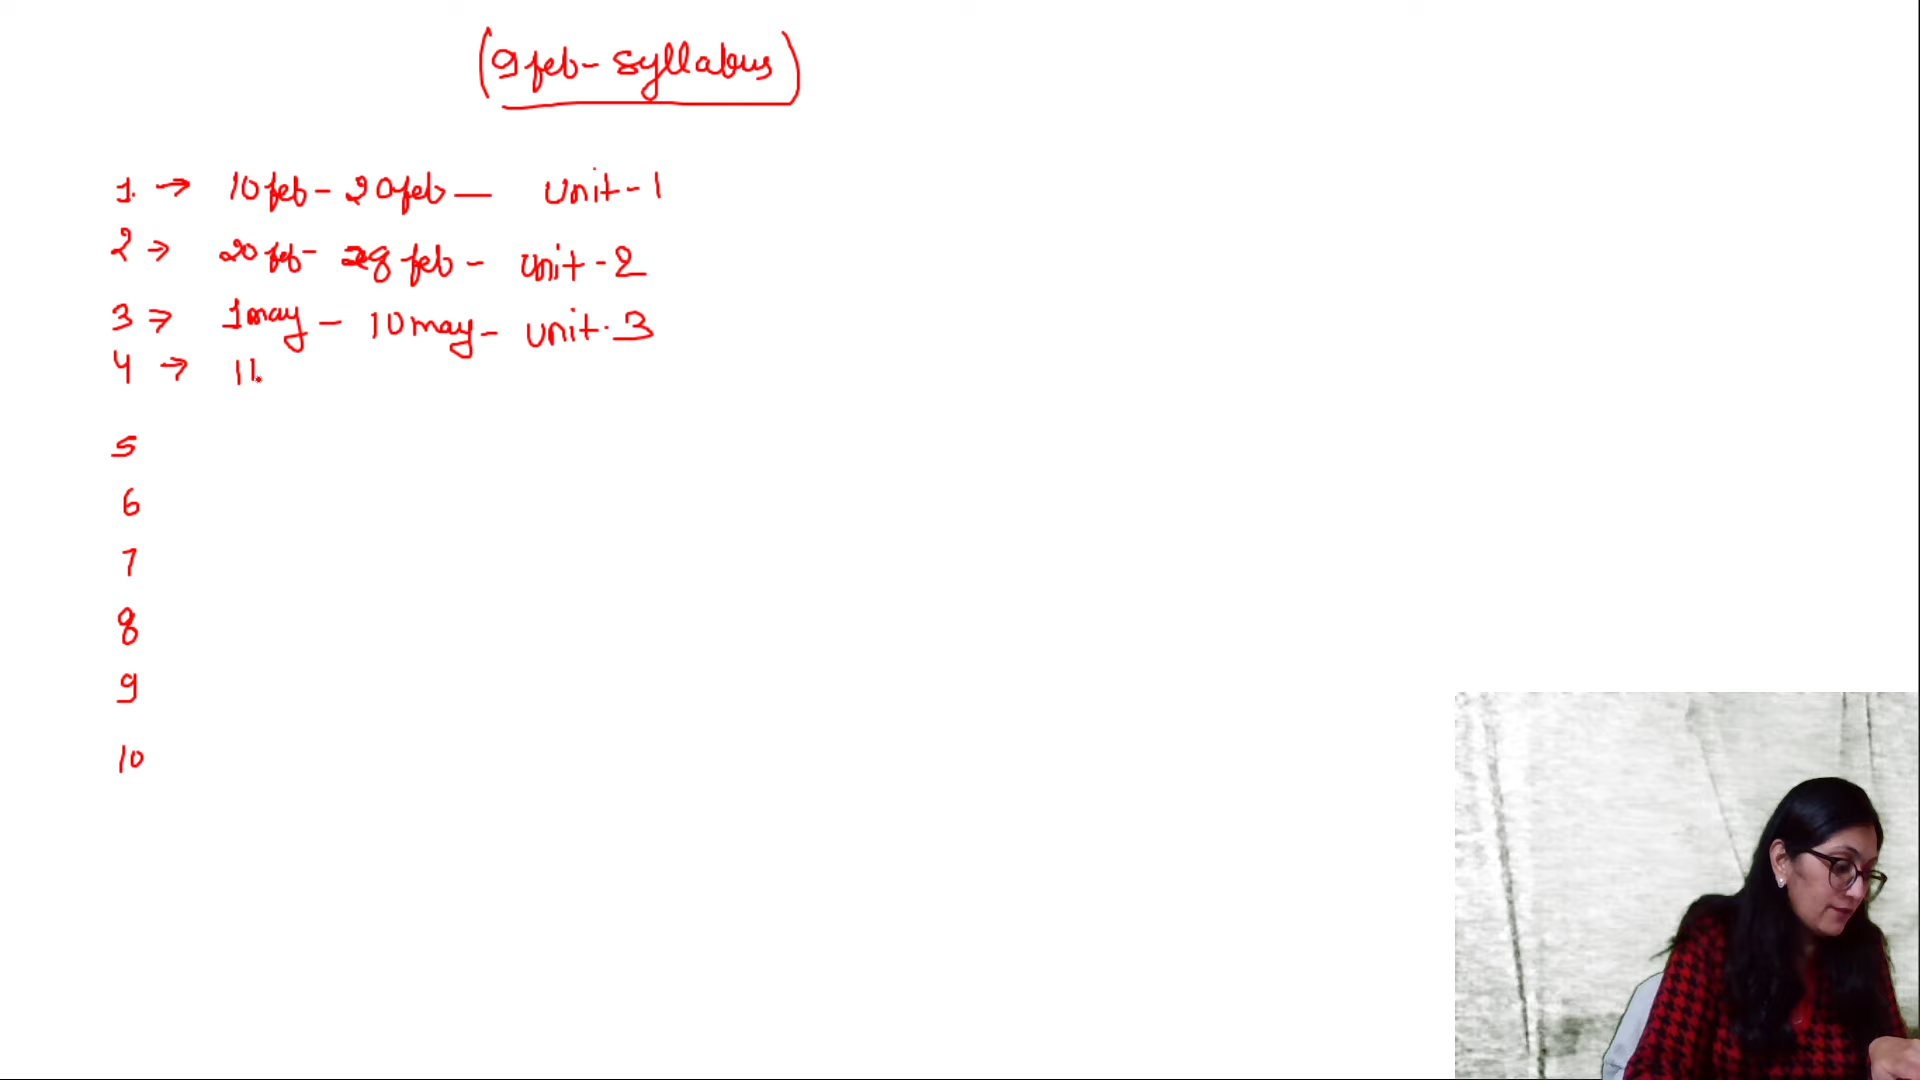 (9 feb - syllabus)
1. → 10 feb - 20 feb — unit - 1
2 → 20 feb - 28 feb - unit - 2
3 → 1 may - 10 may - unit - 3
4 → 11.
5
6
7
8
9
10